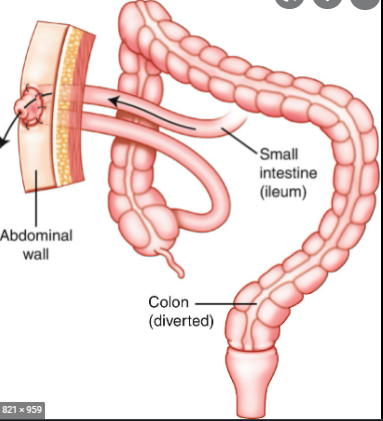 Small
intestine
(ileum)
Abdominal
wall
Colon
(diverted)
821 × 959